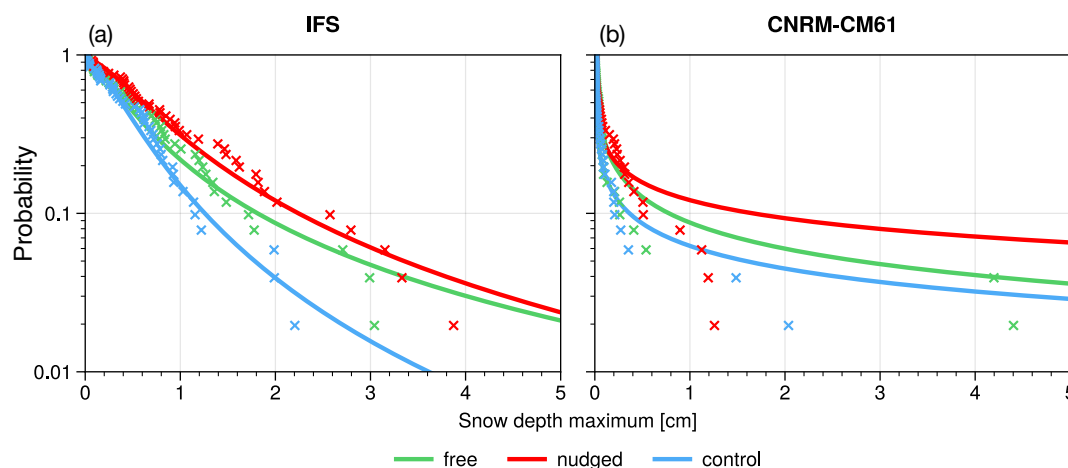 IFS
CNRM-CM61
(a)
(b)
Probability
1
0.1
0.01
0 1 2 3 4 5
0 1 2 3 4 5
Snow depth maximum [cm]
free nudged control